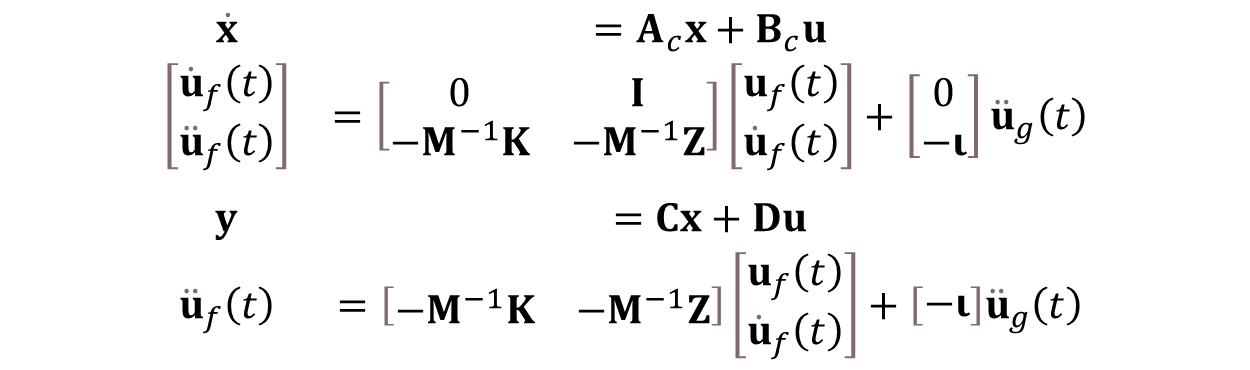 ẋ = A_c x + B_c u
[u̇_f(t) ; ü_f(t)] = [0 I ; −M⁻¹K −M⁻¹Z] [u_f(t) ; u̇_f(t)] + [0 ; −ι] ü_g(t)
y = Cx + Du
ü_f(t) = [−M⁻¹K −M⁻¹Z] [u_f(t) ; u̇_f(t)] + [−ι] ü_g(t)